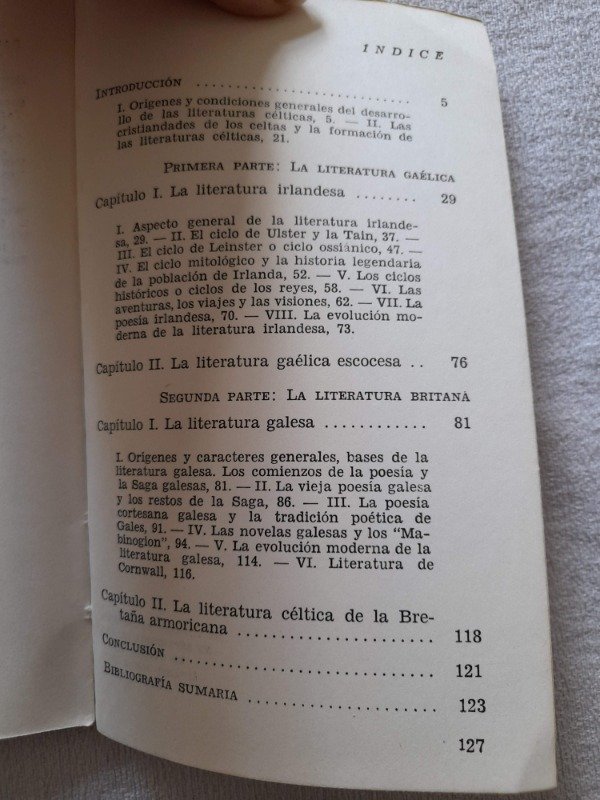 INDICE
INTRODUCCIÓN .......................... 5
I. Orígenes y condiciones generales del desarro-
llo de las literaturas célticas, 5. — II. Las
cristiandades de los celtas y la formación de
las literaturas célticas, 21.
PRIMERA PARTE: LA LITERATURA GAÉLICA
Capítulo I. La literatura irlandesa ........ 29
I. Aspecto general de la literatura irlande-
sa, 29. — II. El ciclo de Ulster y la Tain, 37. —
III. El ciclo de Leinster o ciclo ossiánico, 47. —
IV. El ciclo mitológico y la historia legendaria
de la población de Irlanda, 52. — V. Los ciclos
históricos o ciclos de los reyes, 58. — VI. Las
aventuras, los viajes y las visiones, 62. — VII. La
poesía irlandesa, 70. — VIII. La evolución mo-
derna de la literatura irlandesa, 73.
Capítulo II. La literatura gaélica escocesa .. 76
SEGUNDA PARTE: LA LITERATURA BRITANA
Capítulo I. La literatura galesa ............ 81
I. Orígenes y caracteres generales, bases de la
literatura galesa. Los comienzos de la poesía y
la Saga galesas, 81. — II. La vieja poesía galesa
y los restos de la Saga, 86. — III. La poesía
cortesana galesa y la tradición poética de
Gales, 91. — IV. Las novelas galesas y los "Ma-
binogion", 94. — V. La evolución moderna de la
literatura galesa, 114. — VI. Literatura de
Cornwall, 116.
Capítulo II. La literatura céltica de la Bre-
taña armoricana ...................... 118
CONCLUSIÓN ............................ 121
BIBLIOGRAFÍA SUMARIA .................... 123
127